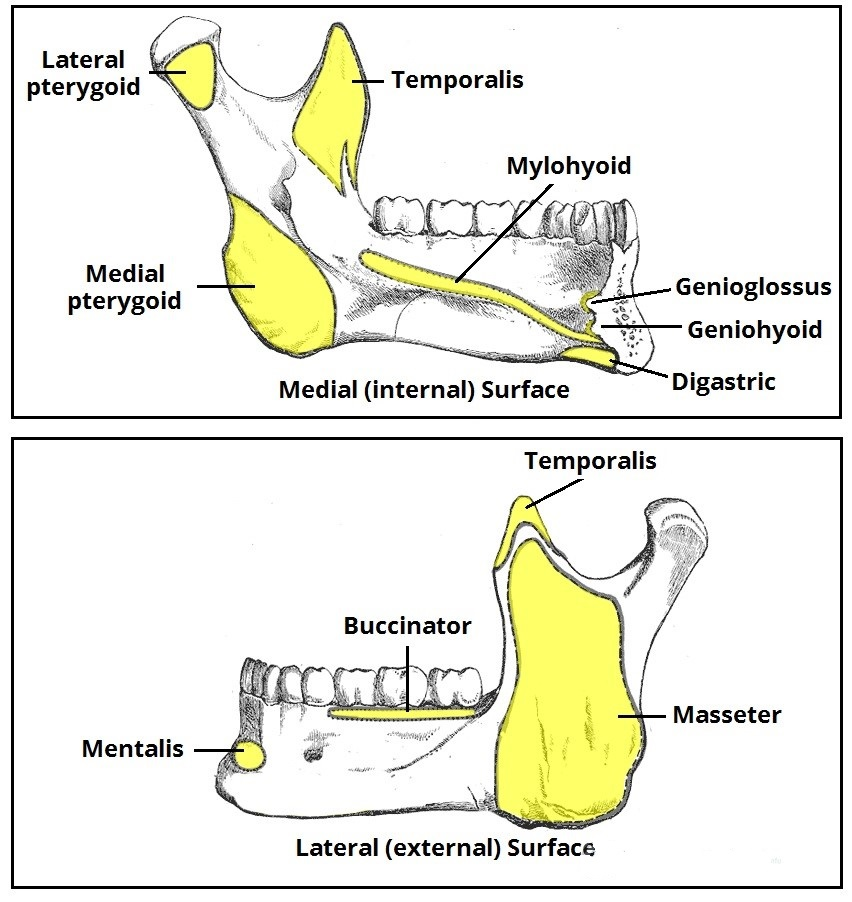 Lateral
pterygoid
Temporalis
Mylohyoid
Medial
pterygoid
Genioglossus
Geniohyoid
Digastric
Medial (internal) Surface
Temporalis
Buccinator
Masseter
Mentalis
Lateral (external) Surface